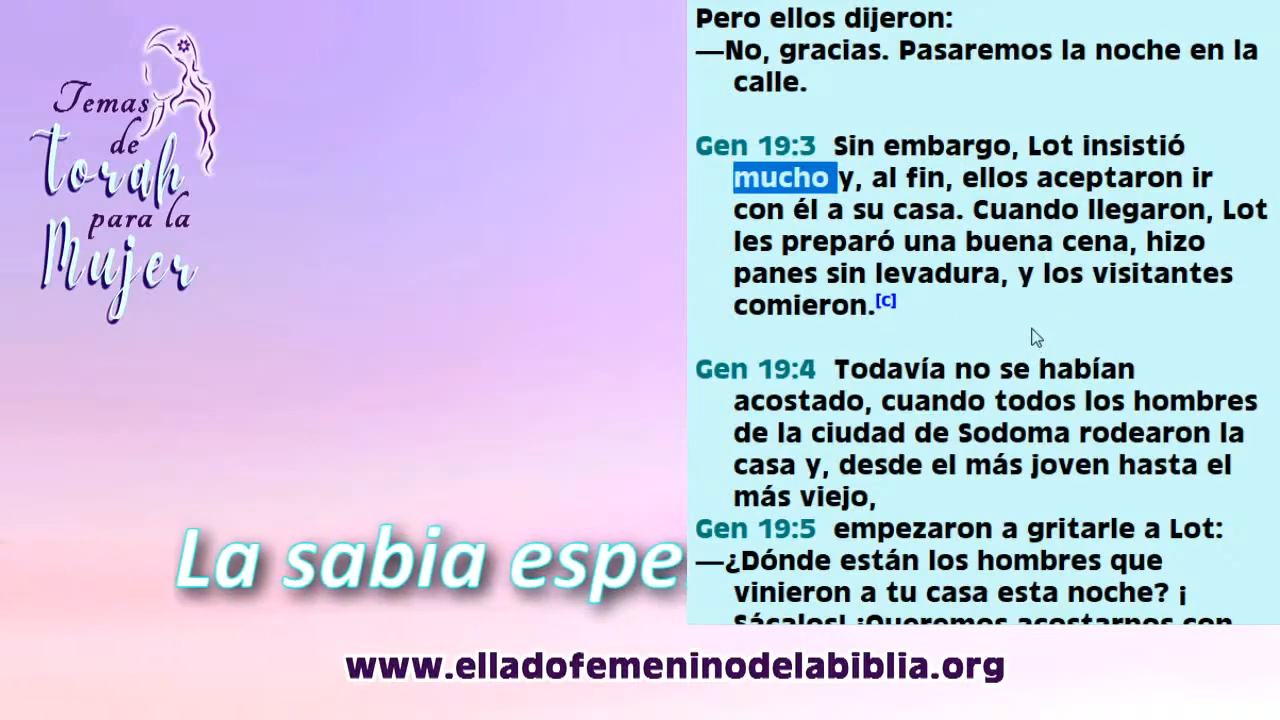 Temas
de
torah
para la
Mujer
Pero ellos dijeron:
—No, gracias. Pasaremos la noche en la
calle.
Gen 19:3 Sin embargo, Lot insistió
mucho y, al fin, ellos aceptaron ir
con él a su casa. Cuando llegaron, Lot
les preparó una buena cena, hizo
panes sin levadura, y los visitantes
comieron.[c]
Gen 19:4 Todavía no se habían
acostado, cuando todos los hombres
de la ciudad de Sodoma rodearon la
casa y, desde el más joven hasta el
más viejo,
Gen 19:5 empezaron a gritarle a Lot:
—¿Dónde están los hombres que
vinieron a tu casa esta noche? ¡
Sácalos! ¡Queremos acostarnos con
La sabia espe
www.elladofemeninodelabiblia.org